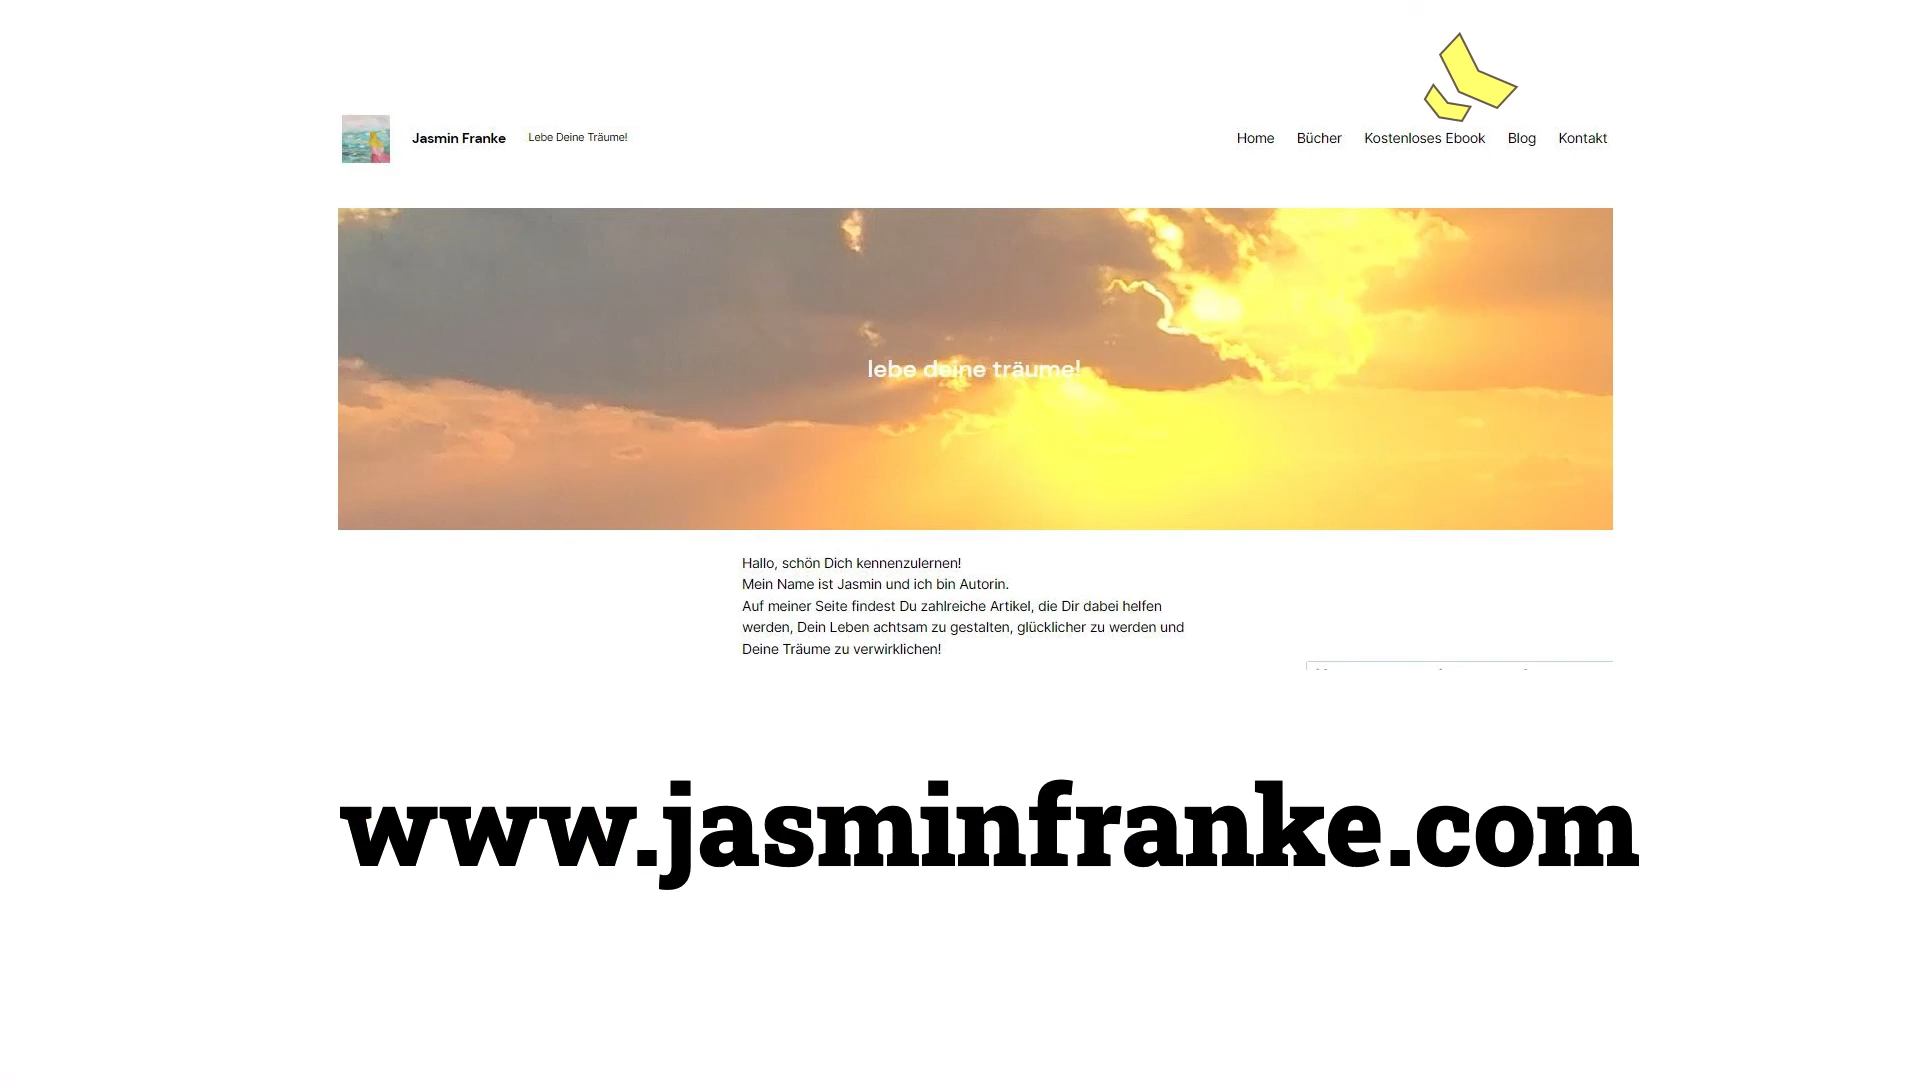 Jasmin Franke
Lebe Deine Träume!
Home Bücher Kostenloses Ebook Blog Kontakt
lebe deine träume!
Hallo, schön Dich kennenzulernen!
Mein Name ist Jasmin und ich bin Autorin.
Auf meiner Seite findest Du zahlreiche Artikel, die Dir dabei helfen
werden, Dein Leben achtsam zu gestalten, glücklicher zu werden und
Deine Träume zu verwirklichen!
www.jasminfranke.com